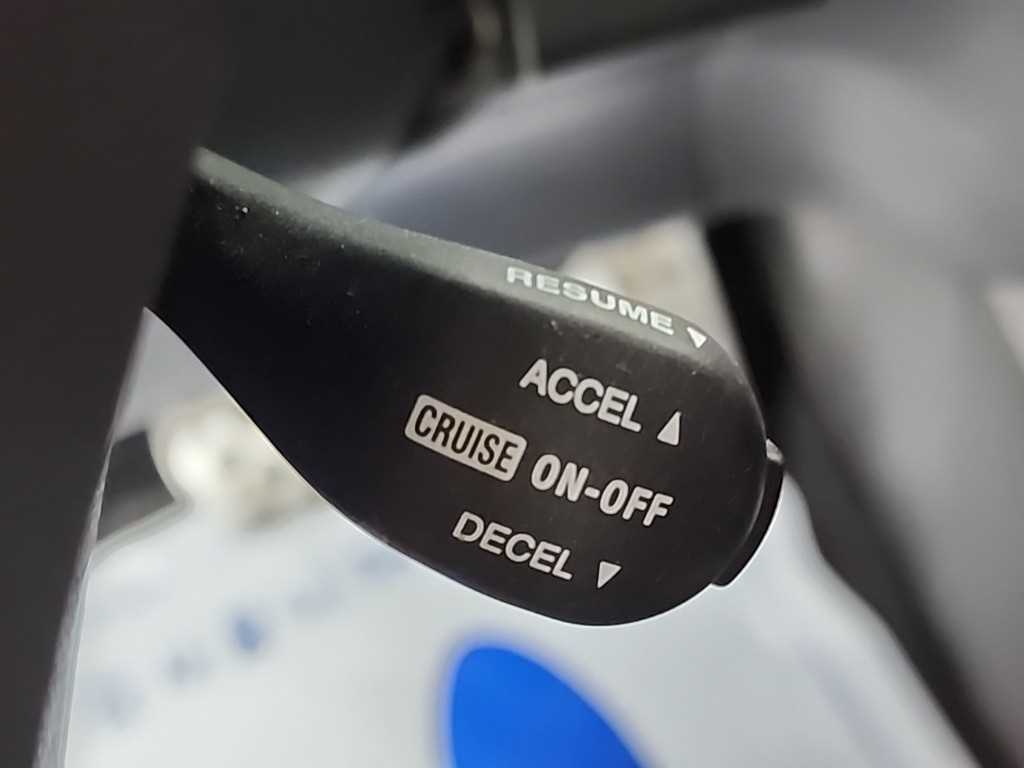 RESUME ▼
ACCEL ▲
CRUISE ON-OFF
DECEL ▼